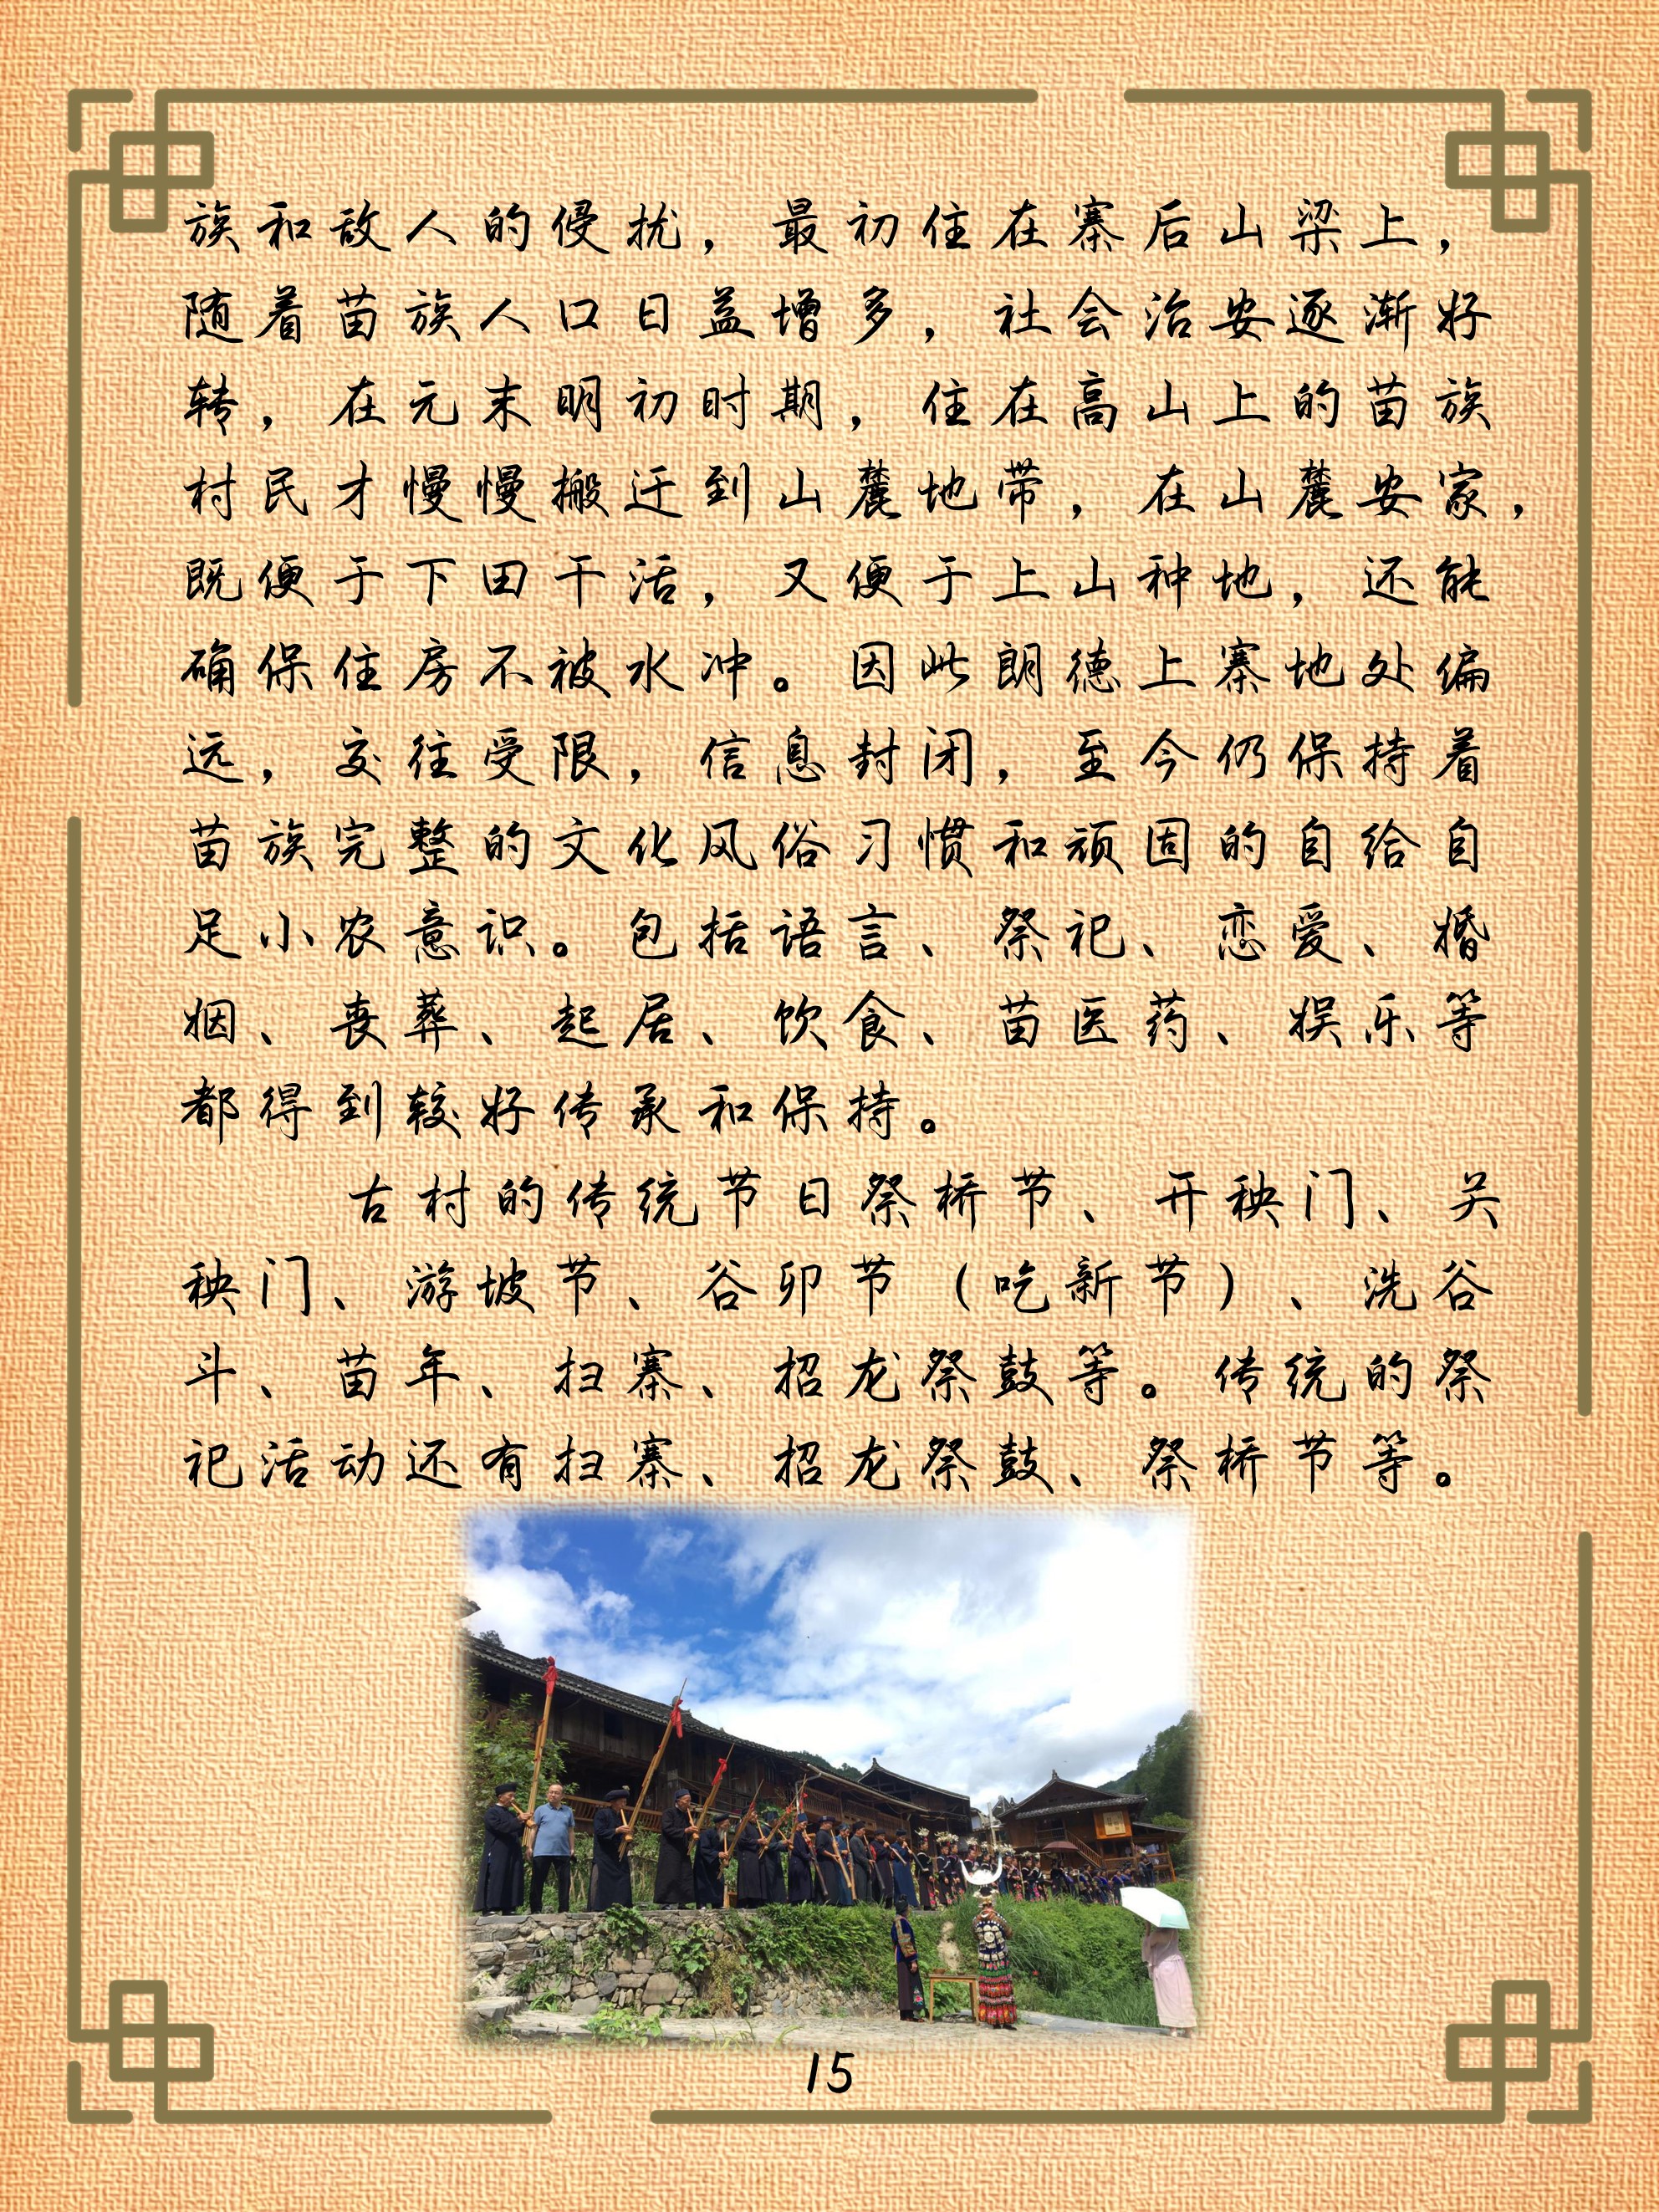 族和敌人的侵扰，最初住在寨后山梁上，
随着苗族人口日益增多，社会治安逐渐好
转，在元末明初时期，住在高山上的苗族
村民才慢慢搬迁到山麓地带，在山麓安家，
既便于下田干活，又便于上山种地，还能
确保住房不被水冲。因此朗德上寨地处偏
远，交往受限，信息封闭，至今仍保持着
苗族完整的文化风俗习惯和顽固的自给自
足小农意识。包括语言、祭祀、恋爱、婚
姻、丧葬、起居、饮食、苗医药、娱乐等
都得到较好传承和保持。
古村的传统节日祭桥节、开秧门、关
秧门、游坡节、谷卯节（吃新节）、洗谷
斗、苗年、扫寨、招龙祭鼓等。传统的祭
祀活动还有扫寨、招龙祭鼓、祭桥节等。
15